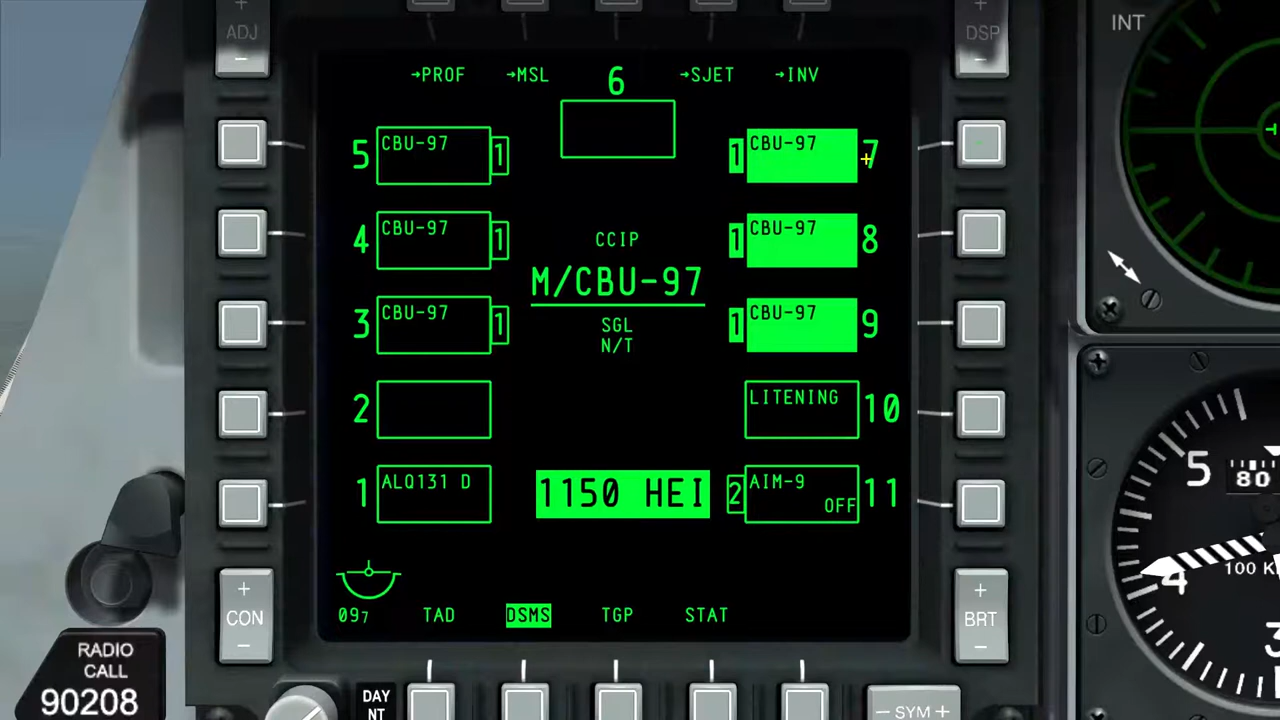 ADJ
DSP
INT
→PROF →MSL 6 →SJET →INV
5 CBU-97 1
1 CBU-97 7
4 CBU-97 1
1 CBU-97 8
CCIP
M/CBU-97
3 CBU-97 1
SGL
N/T
1 CBU-97 9
2
LITENING 10
1 ALQ131 D
1150 HEI
2 AIM-9 OFF 11
097 TAD DSMS TGP STAT
+
CON
-
+
BRT
-
RADIO
CALL
90208
DAY
NT
- SYM +
5
80
4
100 K
3